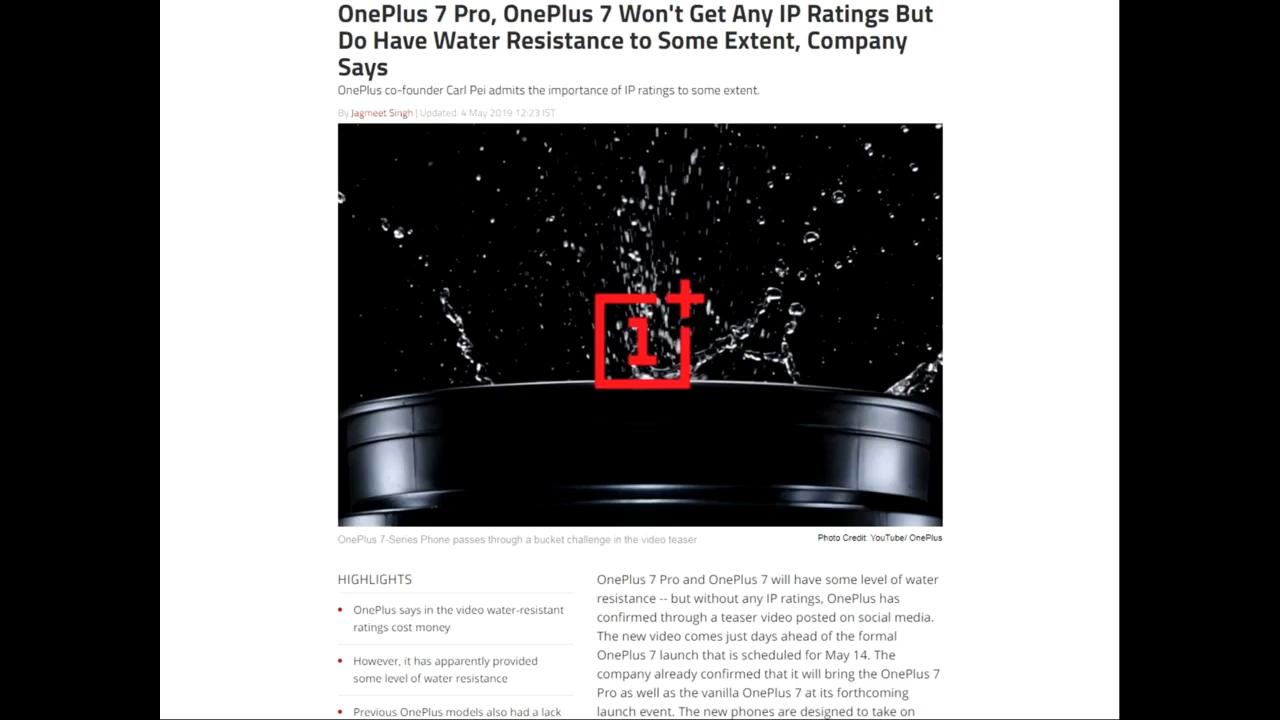 OnePlus 7 Pro, OnePlus 7 Won't Get Any IP Ratings But
Do Have Water Resistance to Some Extent, Company
Says
OnePlus co-founder Carl Pei admits the importance of IP ratings to some extent.
By Jagmeet Singh | Updated: 4 May 2019 12:23 IST
1+
OnePlus 7-Series Phone passes through a bucket challenge in the video teaser
Photo Credit: YouTube/ OnePlus
HIGHLIGHTS
OnePlus says in the video water-resistant
ratings cost money
However, it has apparently provided
some level of water resistance
Previous OnePlus models also had a lack
OnePlus 7 Pro and OnePlus 7 will have some level of water
resistance -- but without any IP ratings, OnePlus has
confirmed through a teaser video posted on social media.
The new video comes just days ahead of the formal
OnePlus 7 launch that is scheduled for May 14. The
company already confirmed that it will bring the OnePlus 7
Pro as well as the vanilla OnePlus 7 at its forthcoming
launch event. The new phones are designed to take on